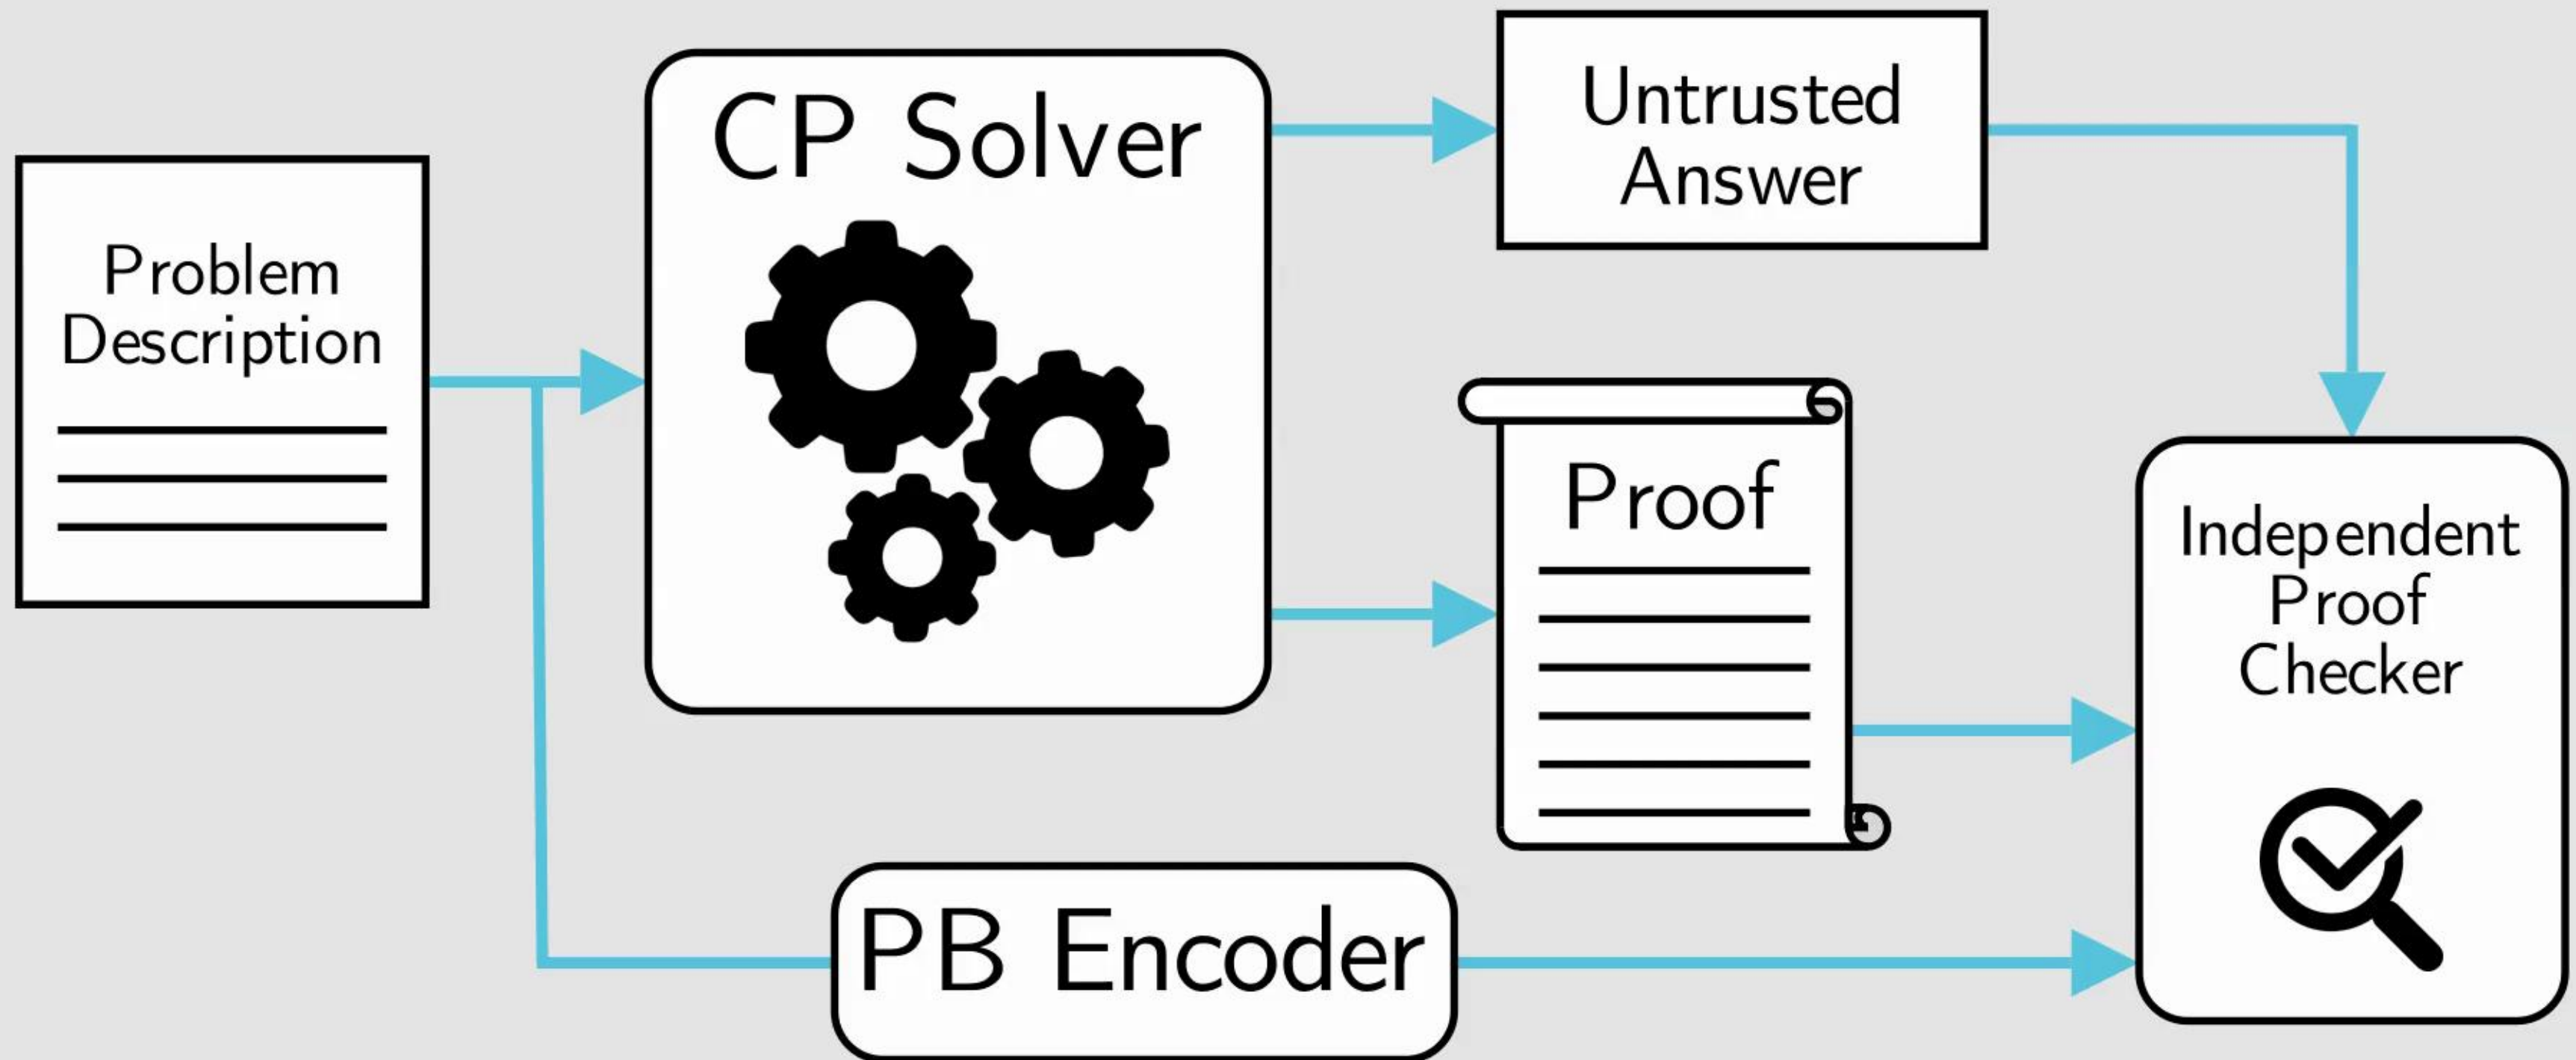 Problem
Description
CP Solver
Untrusted
Answer
Proof
Independent
Proof
Checker
PB Encoder